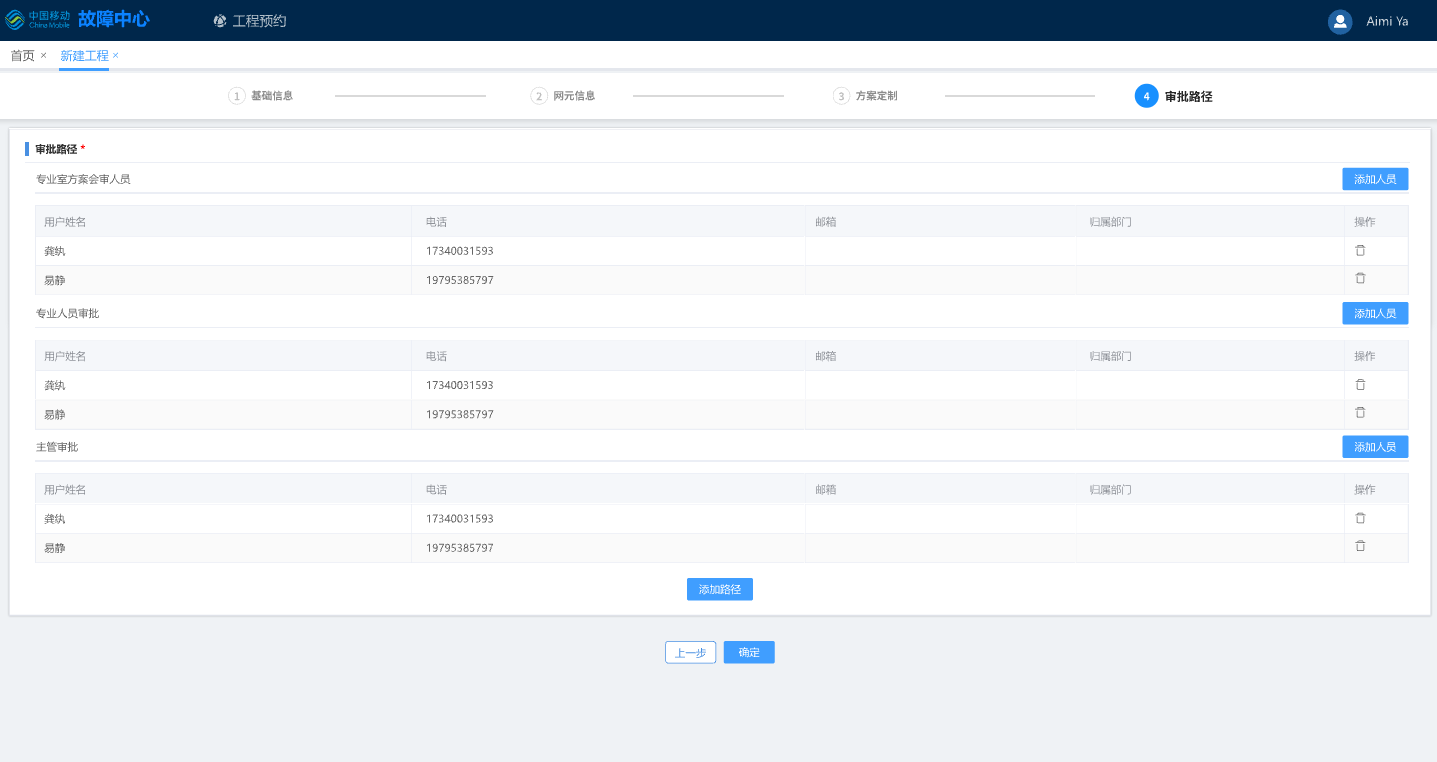 中国移动 China Mobile 故障中心 工程预约 Aimi Ya
首页 × 新建工程 ×
1 基础信息 2 网元信息 3 方案定制 4 审批路径
审批路径 *
专业室方案会审人员 添加人员
用户姓名 电话 邮箱 归属部门 操作
龚纨 17340031593
易静 19795385797
专业人员审批 添加人员
用户姓名 电话 邮箱 归属部门 操作
龚纨 17340031593
易静 19795385797
主管审批 添加人员
用户姓名 电话 邮箱 归属部门 操作
龚纨 17340031593
易静 19795385797
添加路径
上一步 确定